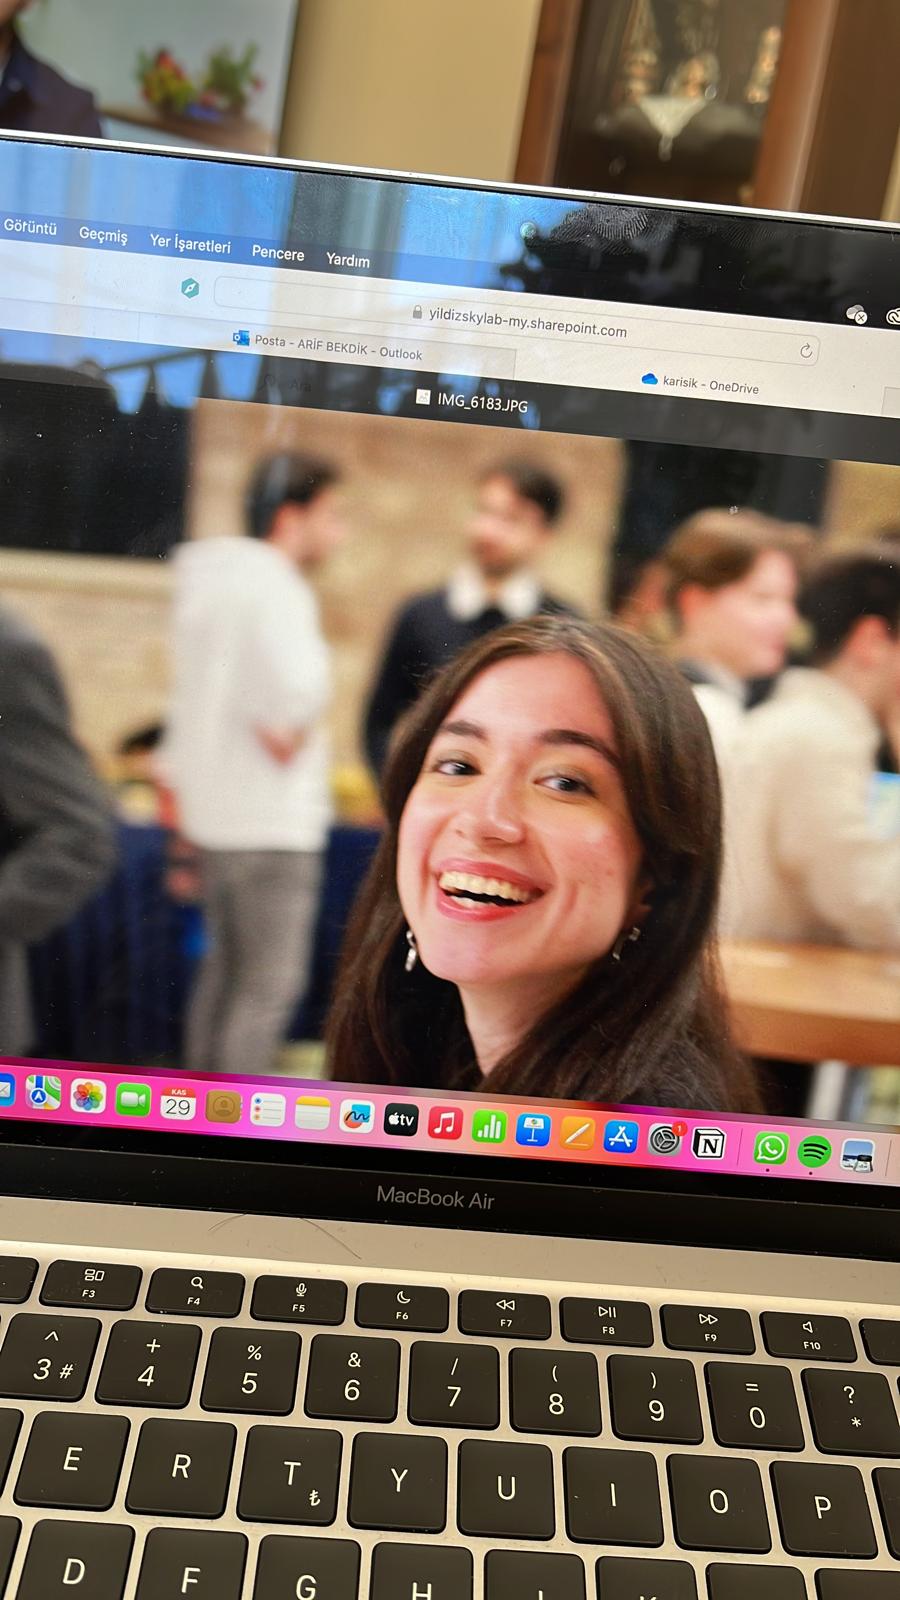 Görüntü Geçmiş Yer İşaretleri Pencere Yardım
yildizskylab-my.sharepoint.com
Posta - ARİF BEKDİK - Outlook
karisik - OneDrive
Ara
IMG_6183.JPG
KAS
29
tv
1
N
MacBook Air
F3 F4 F5 F6 F7 F8 F9 F10
^ + % & / ( ) = ?
3 # 4 5 6 7 8 9 0 *
E R T ₺ Y U I O P
D F G H